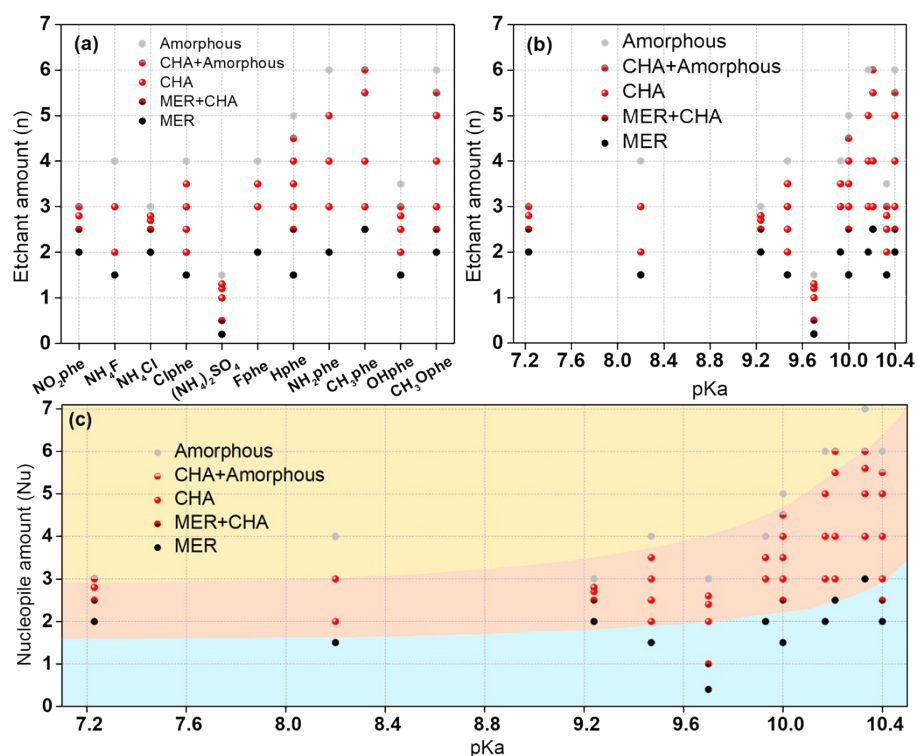 (a)
Amorphous
CHA+Amorphous
CHA
MER+CHA
MER
Etchant amount (n)
7
6
5
4
3
2
1
0
NO₂phe
NH₄F
NH₄Cl
Clphe
(NH₄)₂SO₄
Fphe
Hphe
NH₂phe
CH₃phe
OHphe
CH₃Ophe
(b)
Amorphous
CHA+Amorphous
CHA
MER+CHA
MER
Etchant amount (n)
7
6
5
4
3
2
1
0
7.2 7.6 8.0 8.4 8.8 9.2 9.6 10.0 10.4
pKa
(c)
Amorphous
CHA+Amorphous
CHA
MER+CHA
MER
Nucleopile amount (Nu)
7
6
5
4
3
2
1
0
7.2 7.6 8.0 8.4 8.8 9.2 9.6 10.0 10.4
pKa